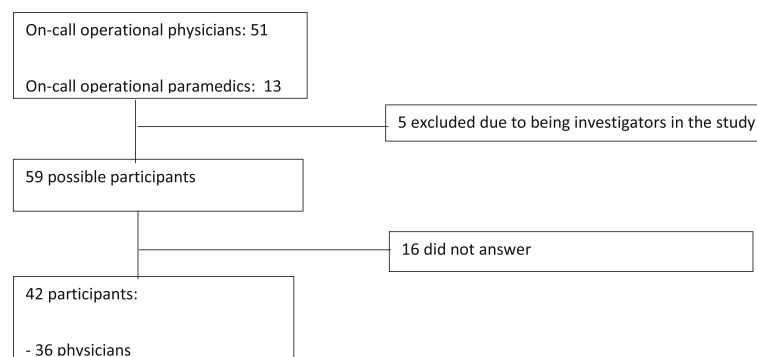 On-call operational physicians: 51
On-call operational paramedics:  13
5 excluded due to being investigators in the study
59 possible participants
16 did not answer
42 participants:
- 36 physicians